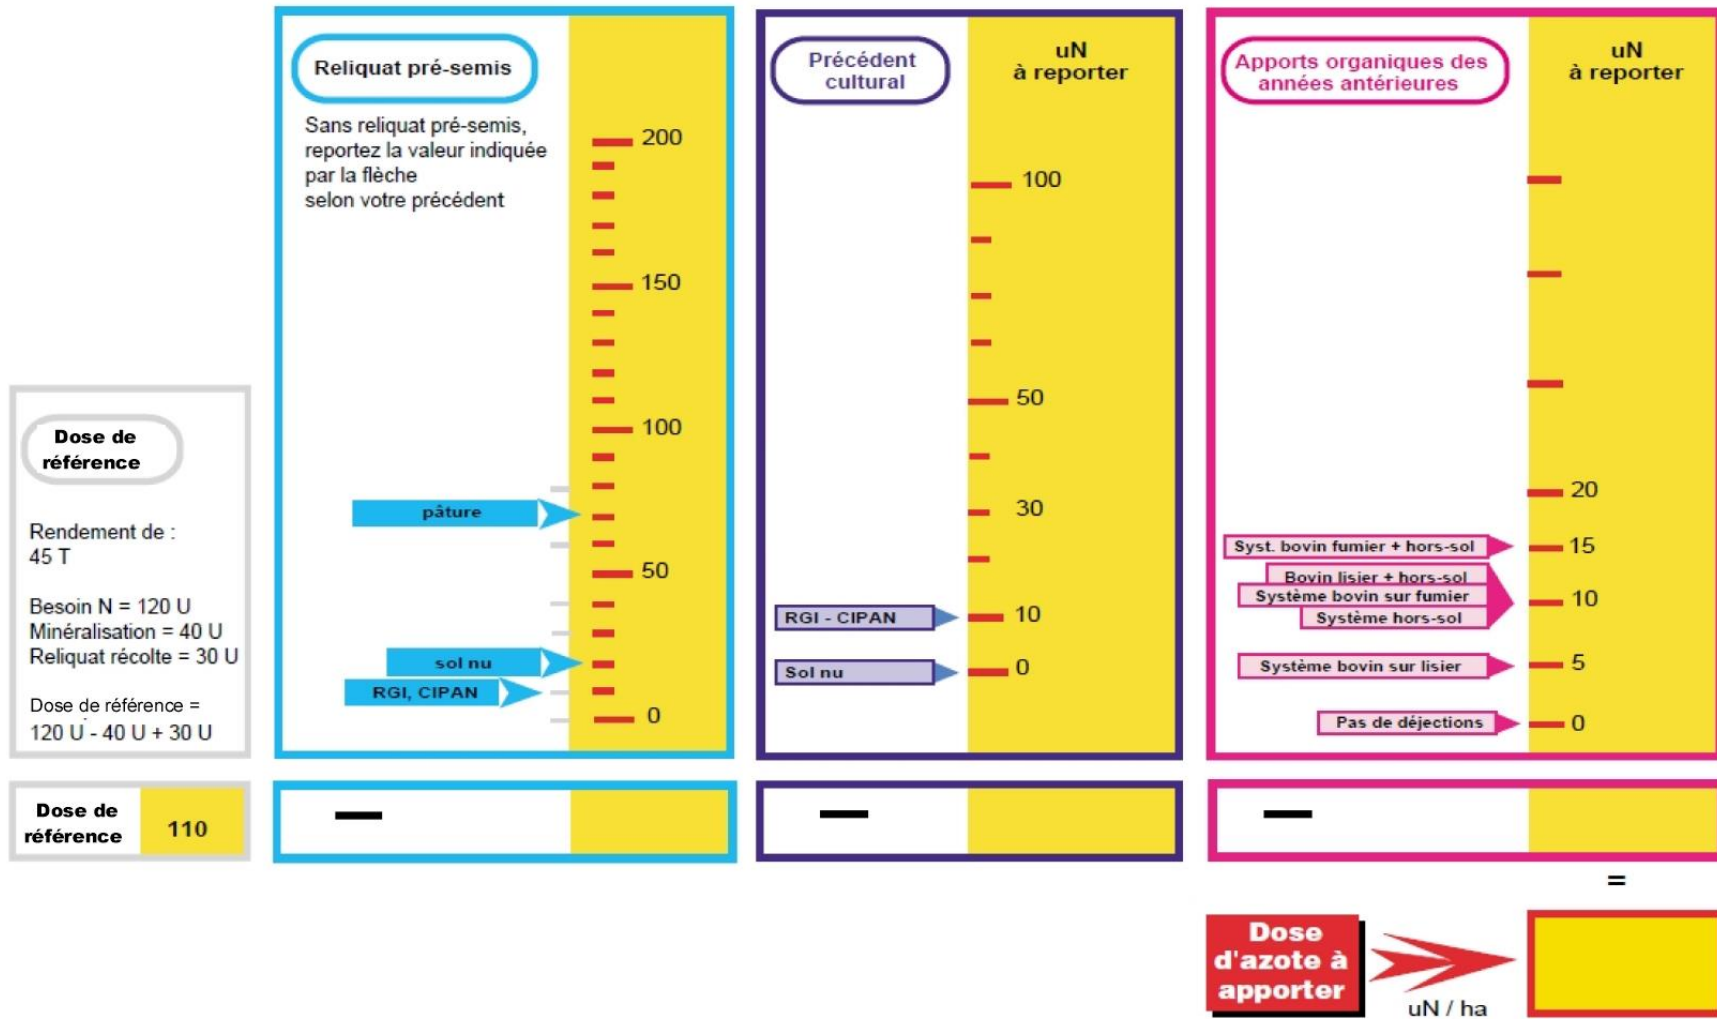 Dose de
référence
Rendement de :
45 T
Besoin N = 120 U
Minéralisation = 40 U
Reliquat récolte = 30 U
Dose de référence =
120 U - 40 U + 30 U
Dose de
référence
110
Reliquat pré-semis
Sans reliquat pré-semis,
reportez la valeur indiquée
par la flèche
selon votre précédent
200
150
100
pâture
50
sol nu
RGI, CIPAN
0
—
Précédent
cultural
uN
à reporter
100
50
30
RGI - CIPAN
10
Sol nu
0
—
Apports organiques des
années antérieures
uN
à reporter
20
Syst. bovin fumier + hors-sol
15
Bovin lisier + hors-sol
Système bovin sur fumier
10
Système hors-sol
Système bovin sur lisier
5
Pas de déjections
0
—
=
Dose
d'azote à
apporter
uN / ha